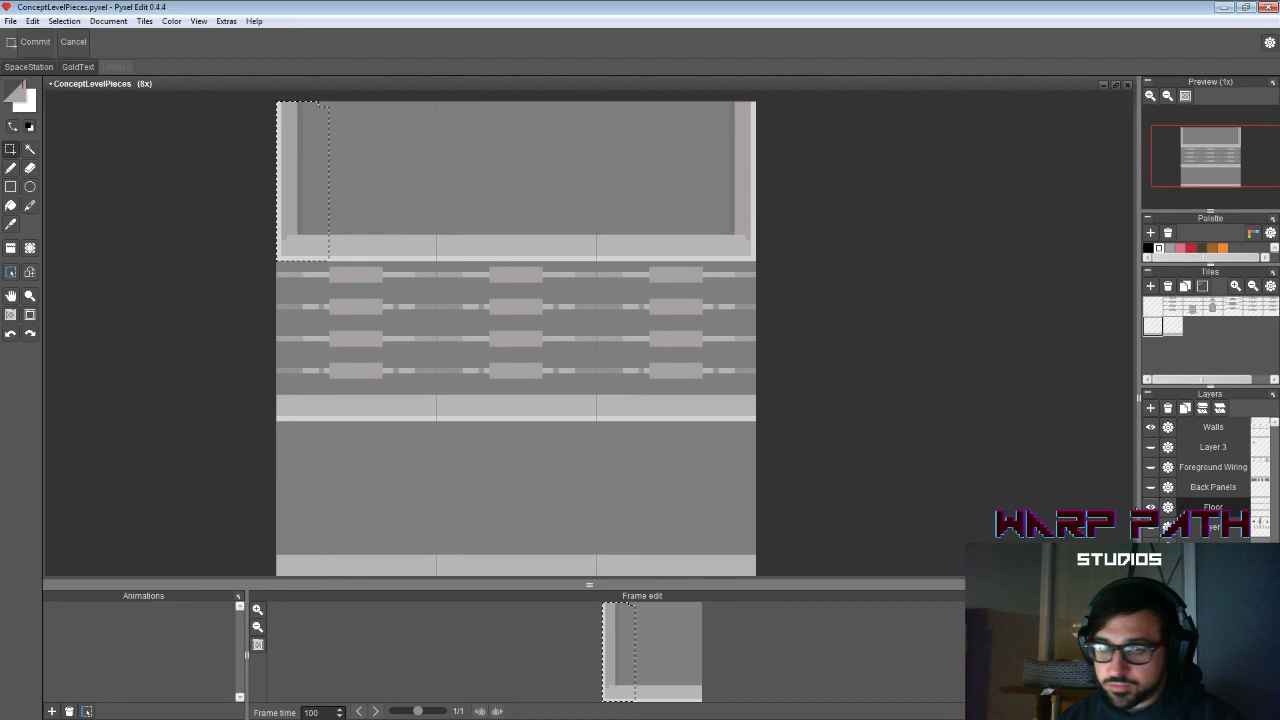 ConceptLevelPieces.pyxel - Pyxel Edit 0.4.4
File Edit Selection Document Tiles Color View Extras Help
Commit Cancel
SpaceStation GoldText Untitled
• ConceptLevelPieces (8x)
Preview (1x)
Palette
Tiles
Layers
Walls
Layer 3
Foreground Wiring
Back Panels
Floor
WARP PATH
STUDIOS
Animations
Frame edit
Frame time 100
1/1